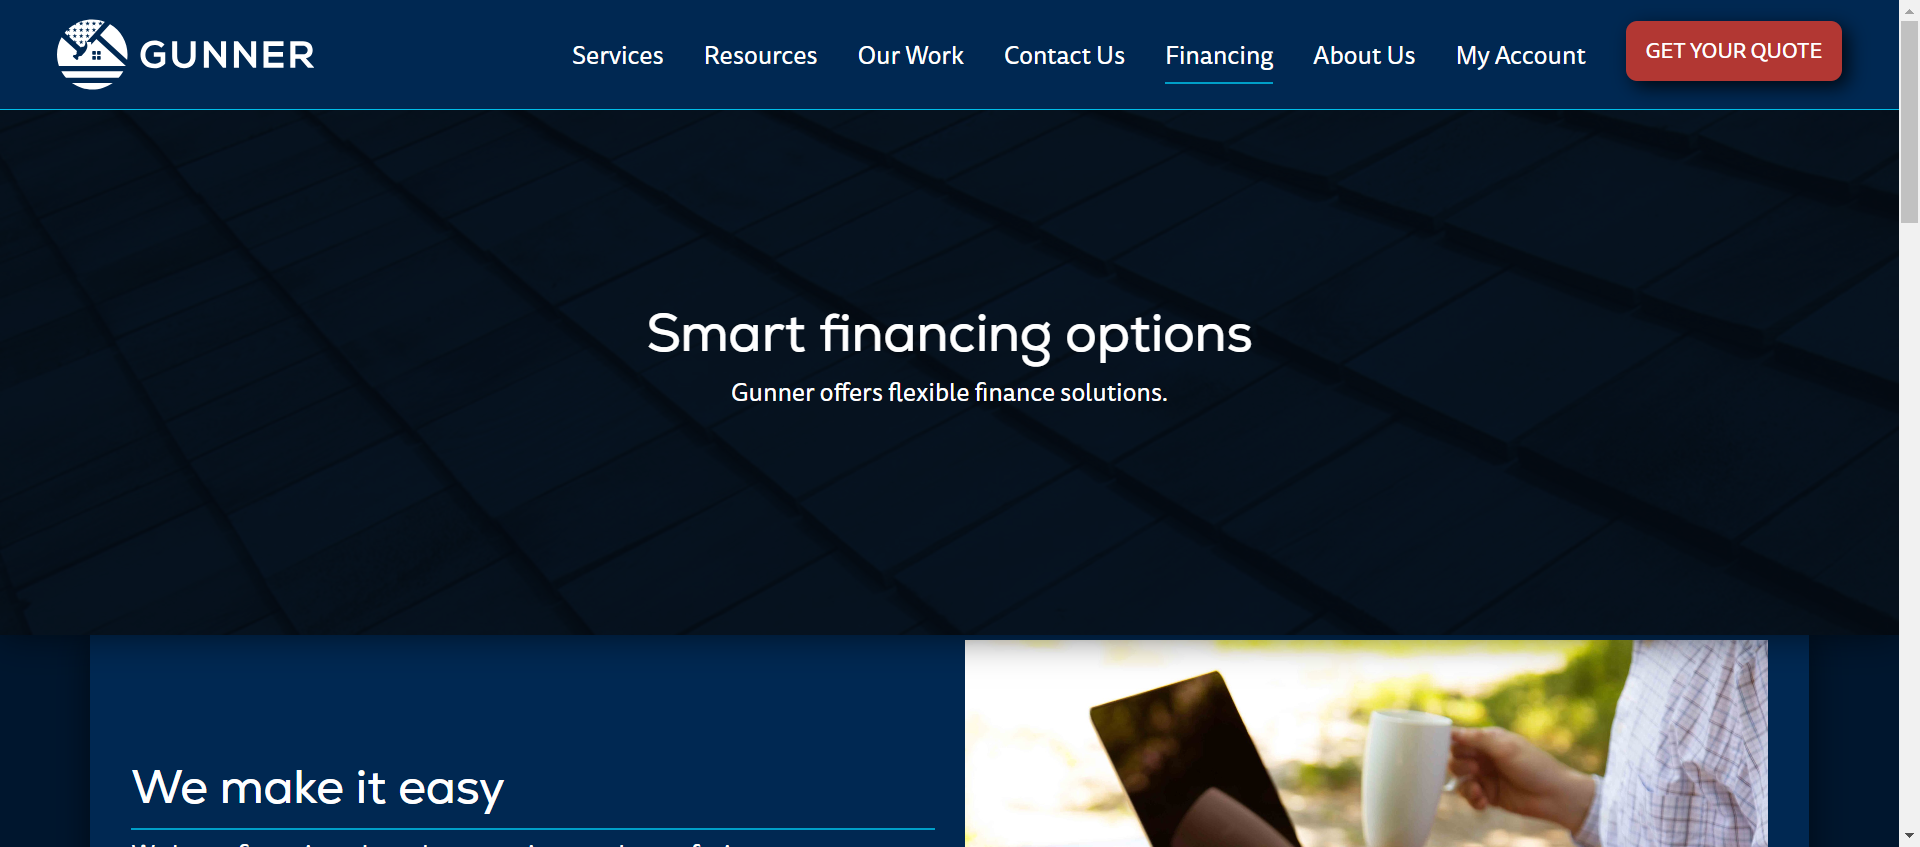 GUNNER
Services
Resources
Our Work
Contact Us
Financing
About Us
My Account
GET YOUR QUOTE
Smart financing options
Gunner offers flexible finance solutions.
We make it easy